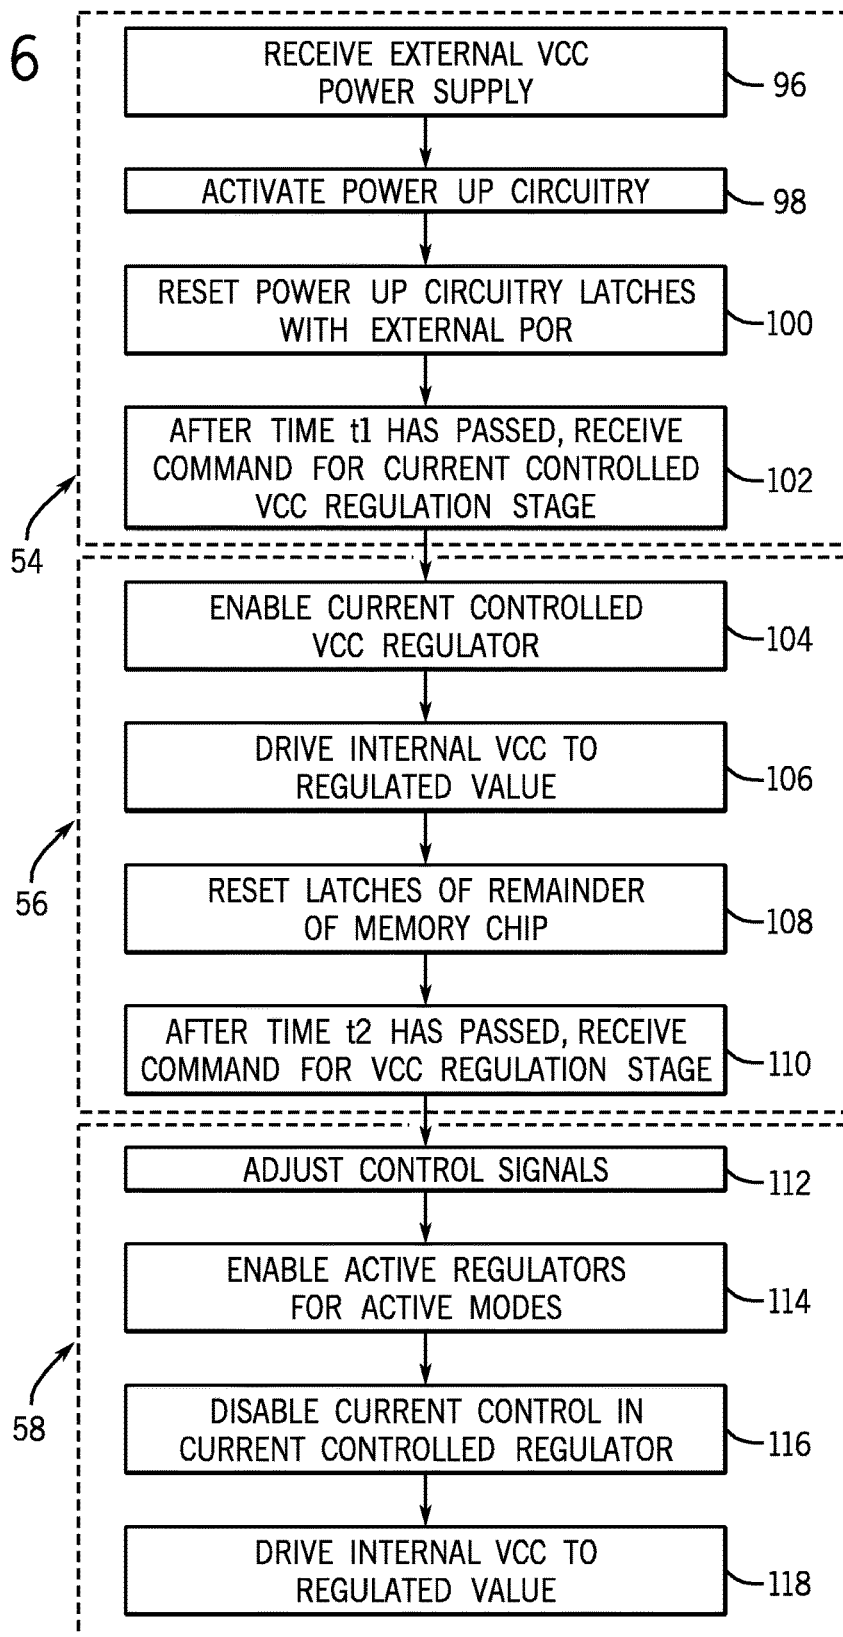 6
RECEIVE EXTERNAL VCC
POWER SUPPLY
96
ACTIVATE POWER UP CIRCUITRY
98
RESET POWER UP CIRCUITRY LATCHES
WITH EXTERNAL POR
100
AFTER TIME t1 HAS PASSED, RECEIVE
COMMAND FOR CURRENT CONTROLLED
VCC REGULATION STAGE
102
54
ENABLE CURRENT CONTROLLED
VCC REGULATOR
104
DRIVE INTERNAL VCC TO
REGULATED VALUE
106
56
RESET LATCHES OF REMAINDER
OF MEMORY CHIP
108
AFTER TIME t2 HAS PASSED, RECEIVE
COMMAND FOR VCC REGULATION STAGE
110
ADJUST CONTROL SIGNALS
112
ENABLE ACTIVE REGULATORS
FOR ACTIVE MODES
114
58
DISABLE CURRENT CONTROL IN
CURRENT CONTROLLED REGULATOR
116
DRIVE INTERNAL VCC TO
REGULATED VALUE
118